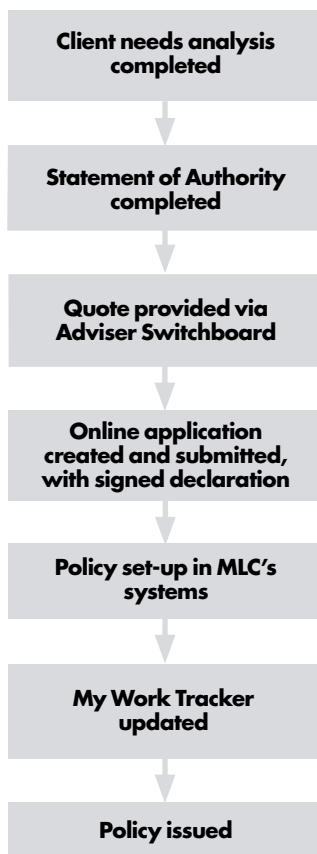 Client needs analysis
completed
Statement of Authority
completed
Quote provided via
Adviser Switchboard
Online application
created and submitted,
with signed declaration
Policy set-up in MLC's
systems
My Work Tracker
updated
Policy issued